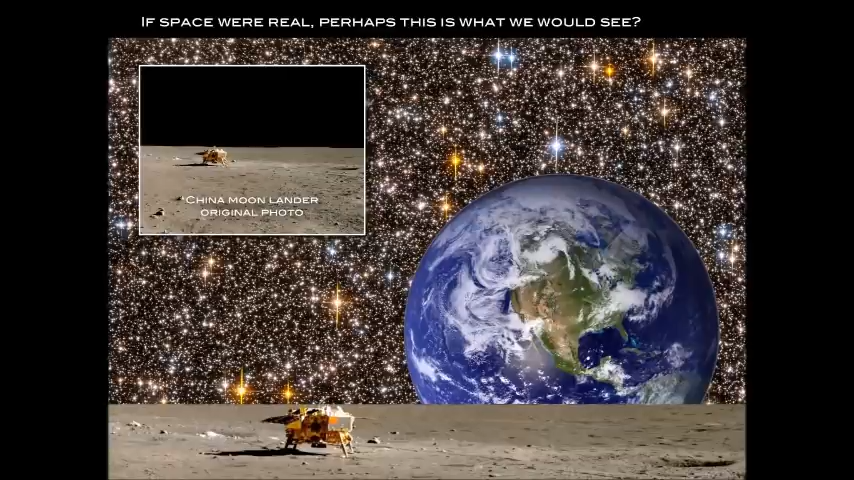 If space were real, perhaps this is what we would see?
*China moon lander
original photo